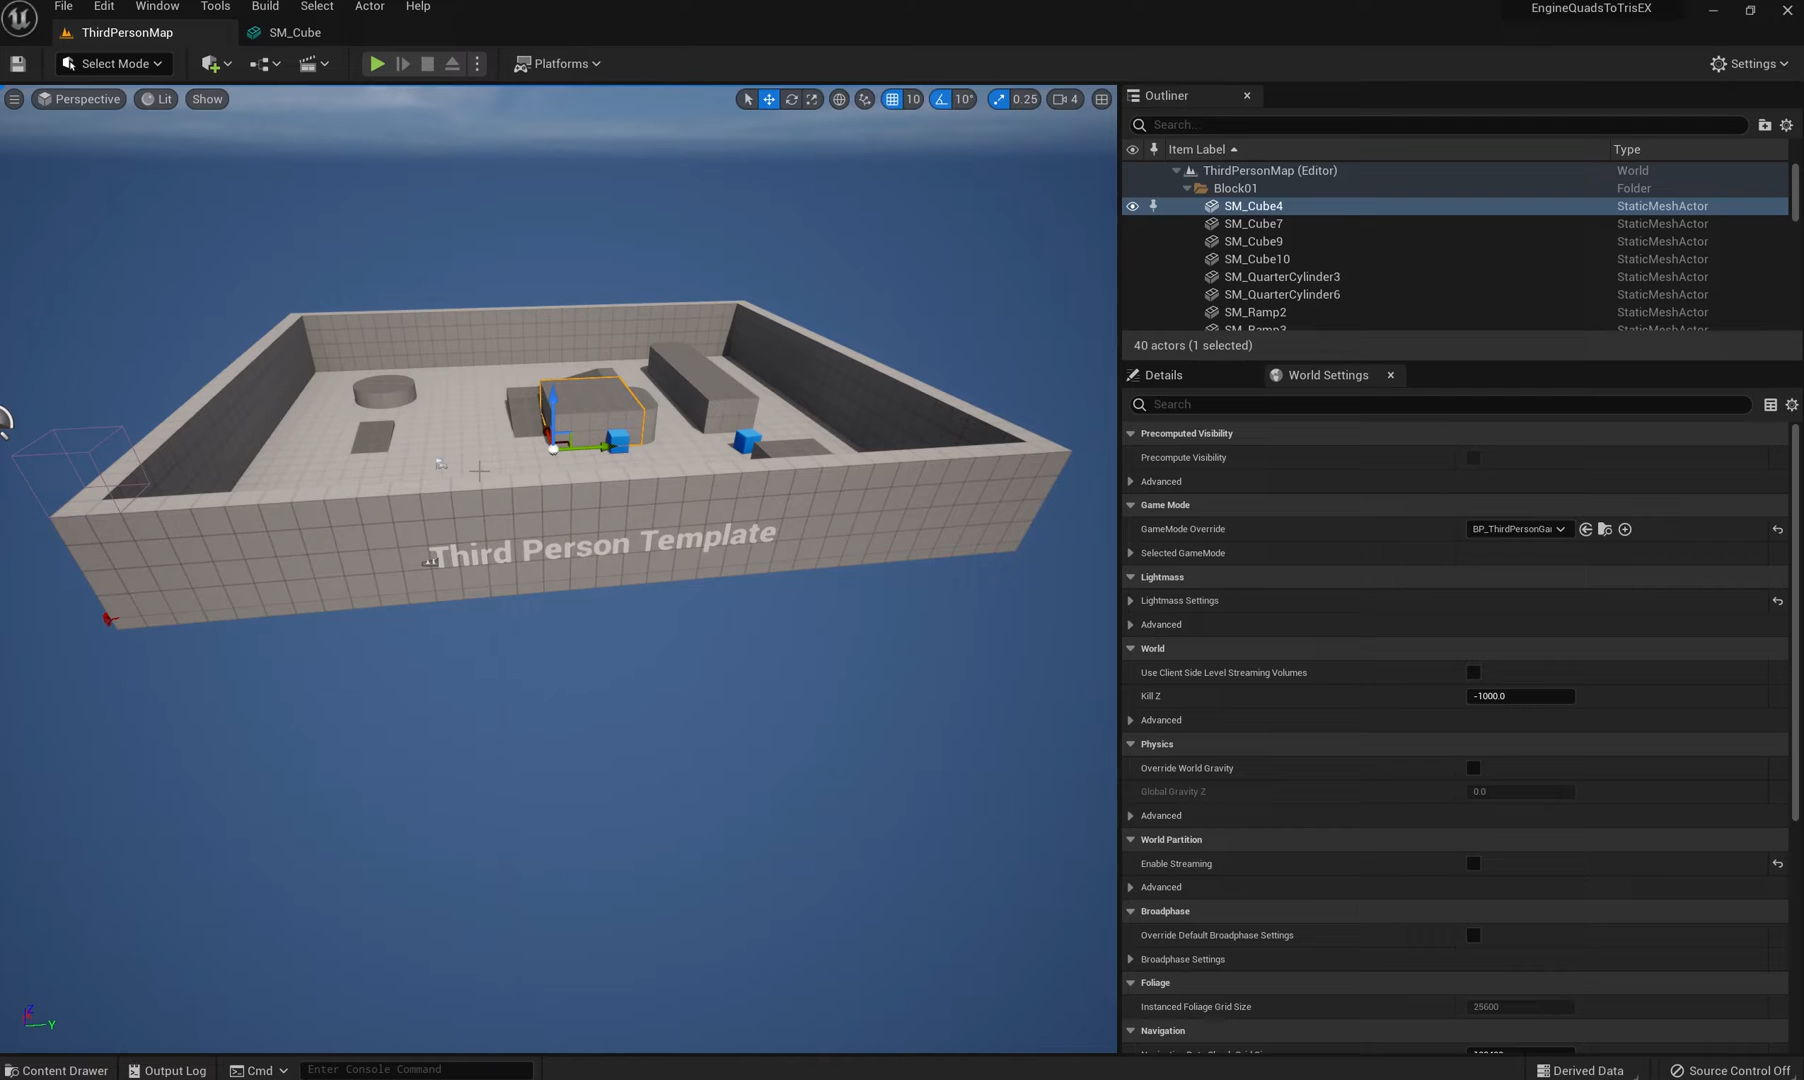 File Edit Window Tools Build Select Actor Help
EngineQuadsToTrisEX
ThirdPersonMap
SM_Cube
Select Mode
Platforms
Settings
Perspective
Lit
Show
10
10°
0.25
4
Outliner
Search...
Item Label
Type
ThirdPersonMap (Editor) World
Block01 Folder
SM_Cube4 StaticMeshActor
SM_Cube7 StaticMeshActor
SM_Cube9 StaticMeshActor
SM_Cube10 StaticMeshActor
SM_QuarterCylinder3 StaticMeshActor
SM_QuarterCylinder6 StaticMeshActor
SM_Ramp2 StaticMeshActor
SM_Ramp3 StaticMeshActor
40 actors (1 selected)
Details
World Settings
Search
Precomputed Visibility
Precompute Visibility
Advanced
Game Mode
GameMode Override BP_ThirdPersonGa
Selected GameMode
Lightmass
Lightmass Settings
Advanced
World
Use Client Side Level Streaming Volumes
Kill Z -1000.0
Advanced
Physics
Override World Gravity
Global Gravity Z 0.0
Advanced
World Partition
Enable Streaming
Advanced
Broadphase
Override Default Broadphase Settings
Broadphase Settings
Foliage
Instanced Foliage Grid Size 25600
Navigation
Third Person Template
Z
Y
Content Drawer
Output Log
Cmd
Enter Console Command
Derived Data
Source Control Off